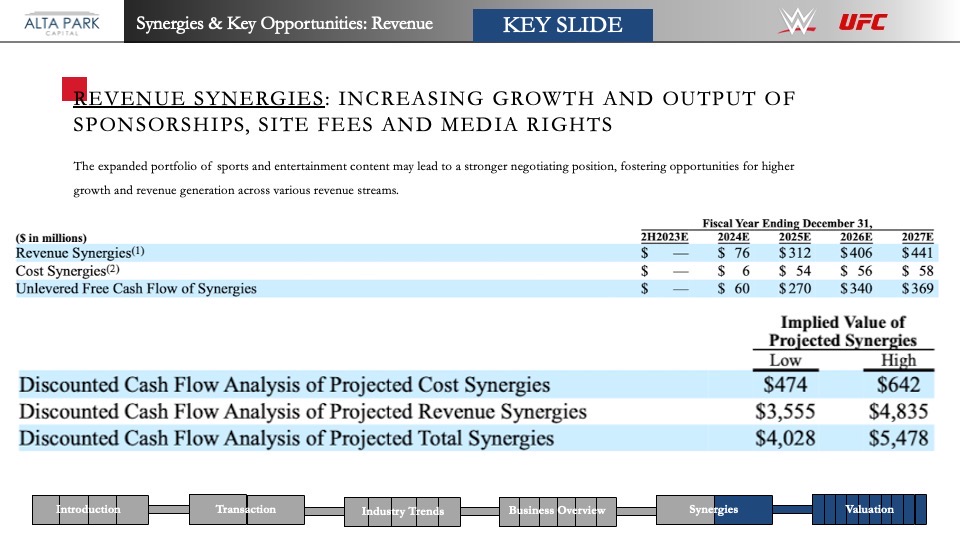 ALTA PARK
CAPITAL
Synergies & Key Opportunities: Revenue
KEY SLIDE
W
UFC
REVENUE SYNERGIES: INCREASING GROWTH AND OUTPUT OF
SPONSORSHIPS, SITE FEES AND MEDIA RIGHTS
The expanded portfolio of sports and entertainment content may lead to a stronger negotiating position, fostering opportunities for higher
growth and revenue generation across various revenue streams.
Fiscal Year Ending December 31,
($ in millions) 2H2023E 2024E 2025E 2026E 2027E
Revenue Synergies(1) $ — $ 76 $312 $406 $441
Cost Synergies(2) $ — $ 6 $ 54 $ 56 $ 58
Unlevered Free Cash Flow of Synergies $ — $ 60 $270 $340 $369
Implied Value of
Projected Synergies
Low High
Discounted Cash Flow Analysis of Projected Cost Synergies $474 $642
Discounted Cash Flow Analysis of Projected Revenue Synergies $3,555 $4,835
Discounted Cash Flow Analysis of Projected Total Synergies $4,028 $5,478
Introduction Transaction Industry Trends Business Overview Synergies Valuation